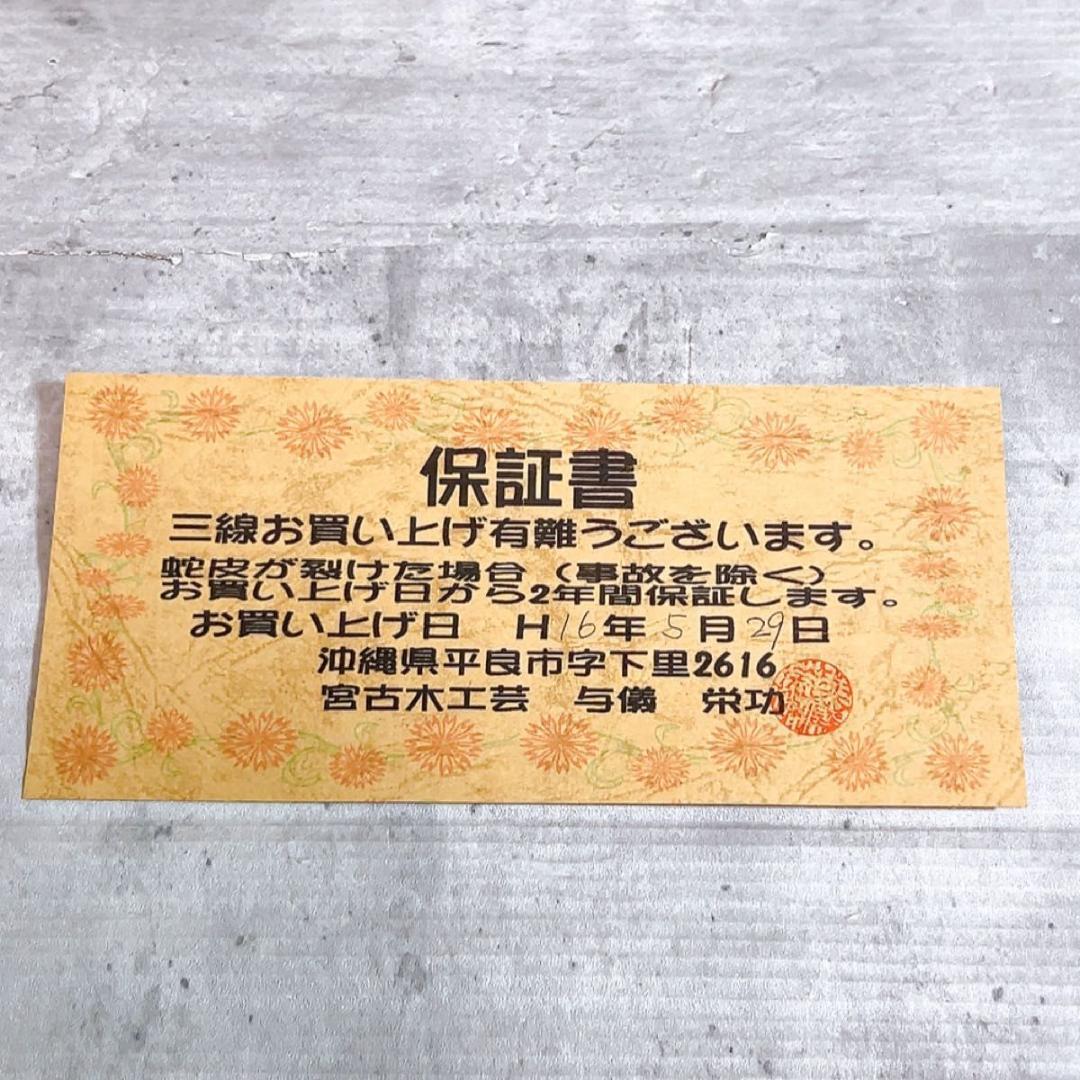 保証書
三線お買い上げ有難うございます。
蛇皮が裂けた場合（事故を除く）
お買い上げ日から2年間保証します。
お買い上げ日　H16年5月29日
沖縄県平良市字下里2616
宮古木工芸　与儀　栄功